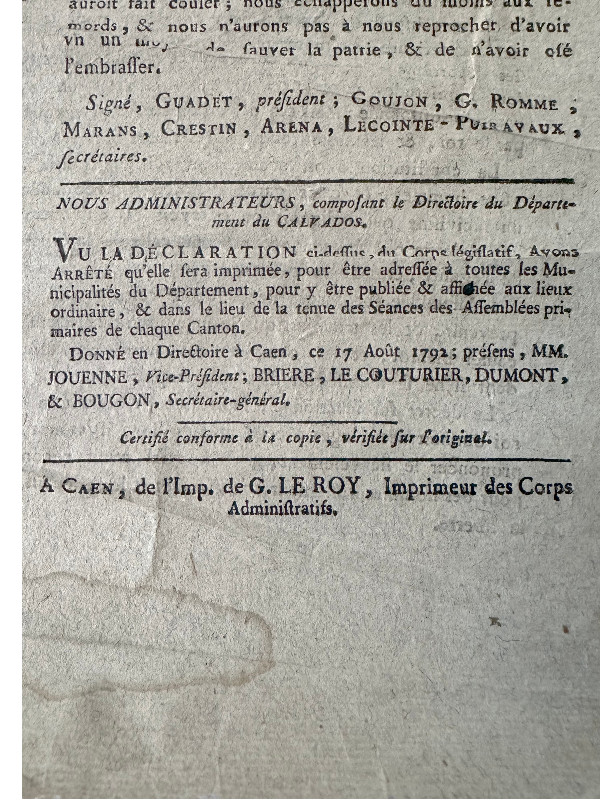 auroit fait couler ; nous échapperons du moins aux re-
mords, & nous n'aurons pas à nous reprocher d'avoir
vn un de ſauver la patrie, & de n'avoir oſé
l'embraſſer.
Signé, GUADET, préſident ; GOUJON, G. ROMME ;
MARANS, CRESTIN, ARENA, LECOINTE-PUIRAVAUX,
ſecrétaires.
NOUS ADMINISTRATEURS, compoſant le Directoire du Départe-
ment du CALVADOS.
VU LA DÉCLARATION ci-deſſus, du Corps légiſlatif, AVONS
ARRÊTÉ qu'elle ſera imprimée, pour être adreſſée à toutes les Mu-
nicipalités du Département, pour y être publiée & affichée aux lieux
ordinaire, & dans le lieu de la tenue des Séances des Aſſemblées pri-
maires de chaque Canton.
DONNÉ en Directoire à Caen, ce 17 Août 1792 ; préſens, MM.
JOUENNE, Vice-Préſident ; BRIERE, LE COUTURIER, DUMONT,
& BOUGON, Secrétaire-général.
Certifié conforme à la copie, vérifiée ſur l'original.
A CAEN, de l'Imp. de G. LE ROY, Imprimeur des Corps
Adminiſtratifs.